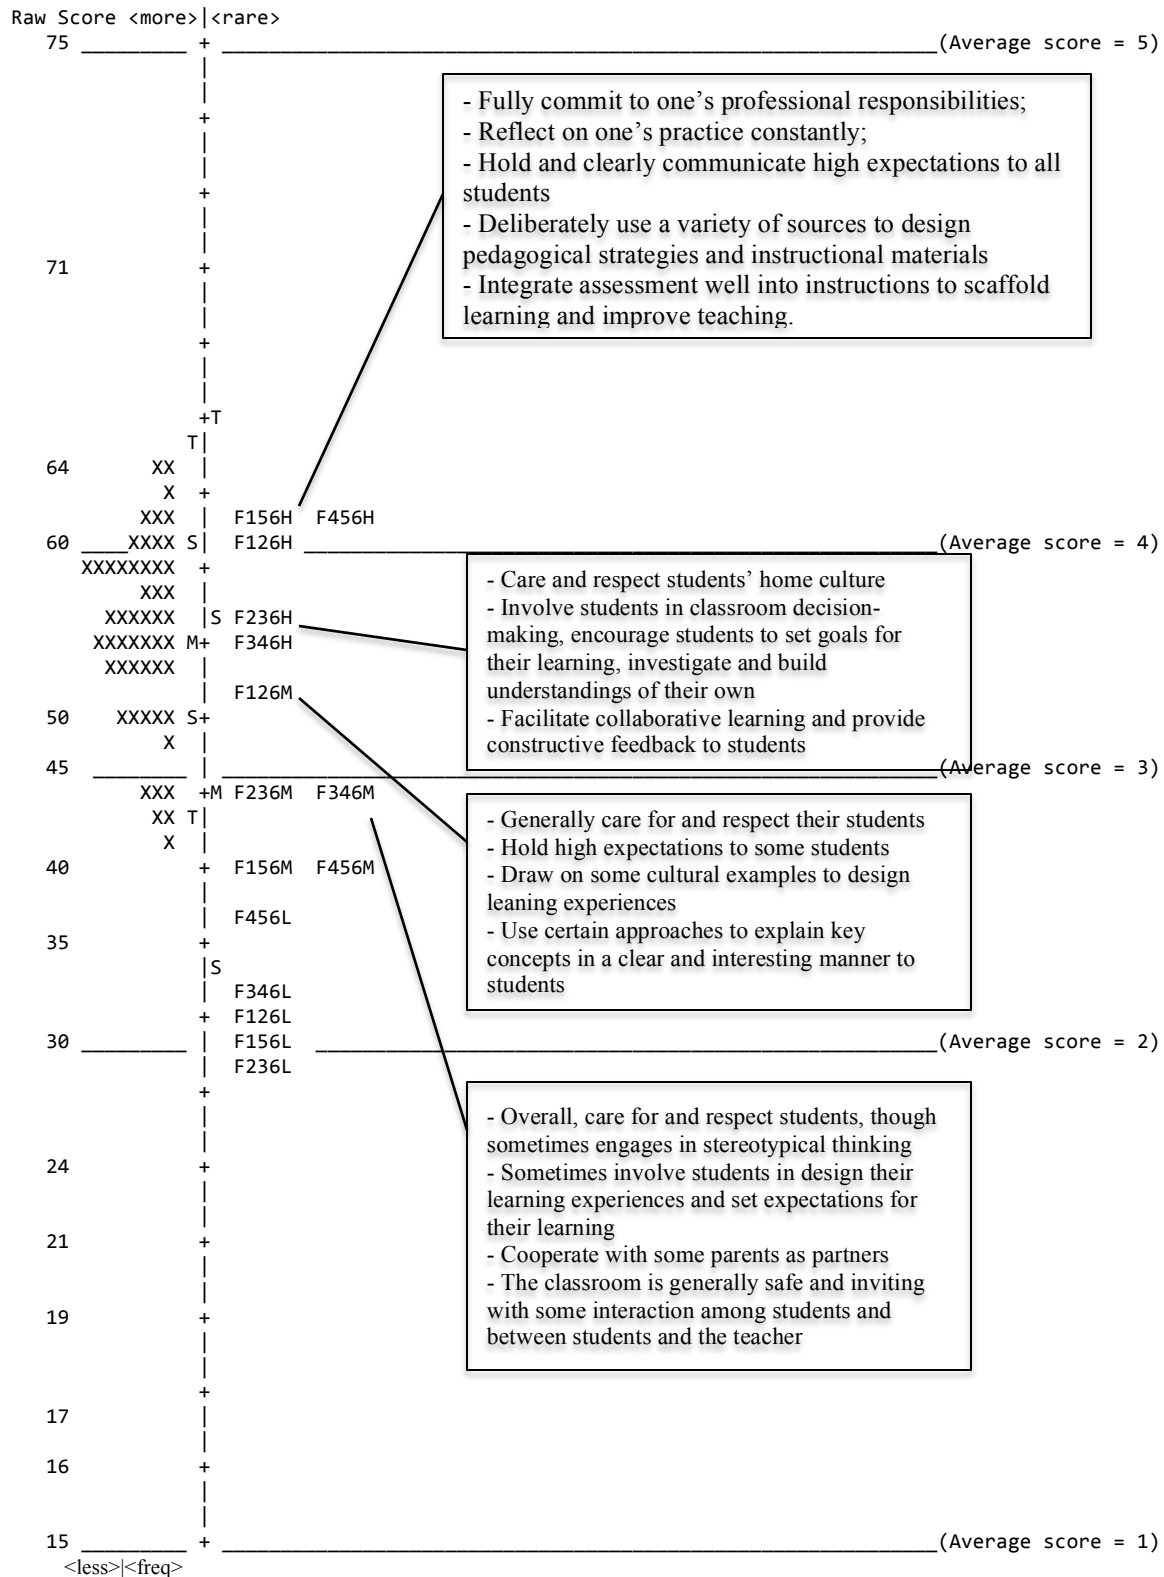 Raw Score <more>|<rare>
75 _________ + ______________________________(Average score = 5)
|
|
+
|
|
+
|
|
71 +
|
|
+
|
|
+T
T|
64 XX |
X +
XXX | F156H F456H
60 ____XXXX S| F126H ______________________________(Average score = 4)
XXXXXXXX +
XXX |
XXXXXX |S F236H
XXXXXXX M+ F346H
XXXXXX |
| F126M
50 XXXXX S+
X |
45 ________ | ______________________________(Average score = 3)
XXX +M F236M F346M
XX T|
X |
40 + F156M F456M
|
| F456L
35 +
|S
| F346L
+ F126L
30 _________ | F156L ______________________________(Average score = 2)
| F236L
+
|
|
24 +
|
|
21 +
|
|
19 +
|
|
+
17 |
|
16 +
|
|
15 _________ + ______________________________(Average score = 1)
<less>|<freq>
- Fully commit to one’s professional responsibilities;
- Reflect on one’s practice constantly;
- Hold and clearly communicate high expectations to all
students
- Deliberately use a variety of sources to design
pedagogical strategies and instructional materials
- Integrate assessment well into instructions to scaffold
learning and improve teaching.
- Care and respect students’ home culture
- Involve students in classroom decision-
making, encourage students to set goals for
their learning, investigate and build
understandings of their own
- Facilitate collaborative learning and provide
constructive feedback to students
- Generally care for and respect their students
- Hold high expectations to some students
- Draw on some cultural examples to design
leaning experiences
- Use certain approaches to explain key
concepts in a clear and interesting manner to
students
- Overall, care for and respect students, though
sometimes engages in stereotypical thinking
- Sometimes involve students in design their
learning experiences and set expectations for
their learning
- Cooperate with some parents as partners
- The classroom is generally safe and inviting
with some interaction among students and
between students and the teacher